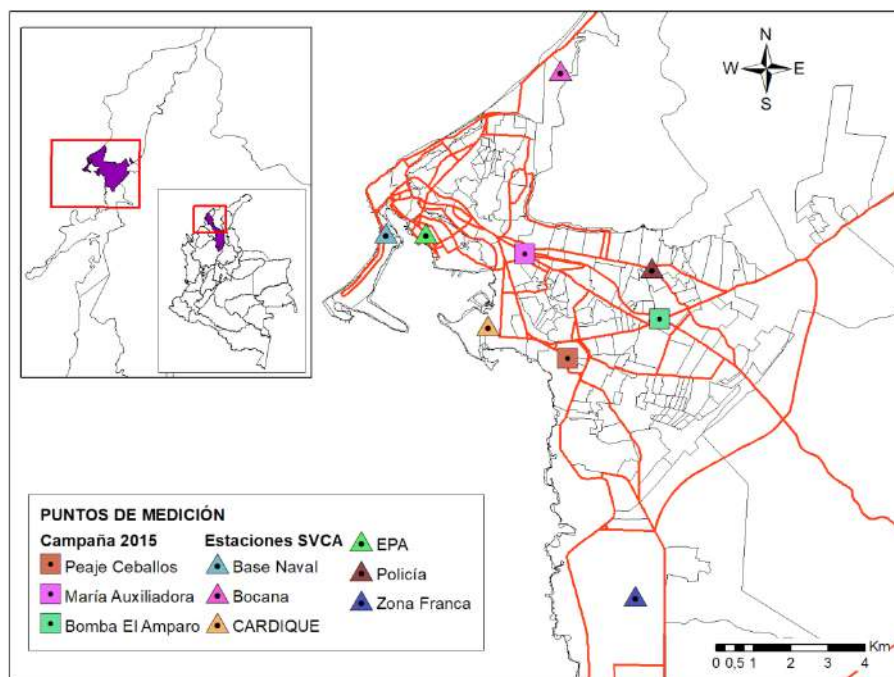 N
W E
S
PUNTOS DE MEDICIÓN
Campaña 2015
Peaje Ceballos
María Auxiliadora
Bomba El Amparo
Estaciones SVCA
Base Naval
Bocana
CARDIQUE
EPA
Policía
Zona Franca
Km
0 0,5 1 2 3 4